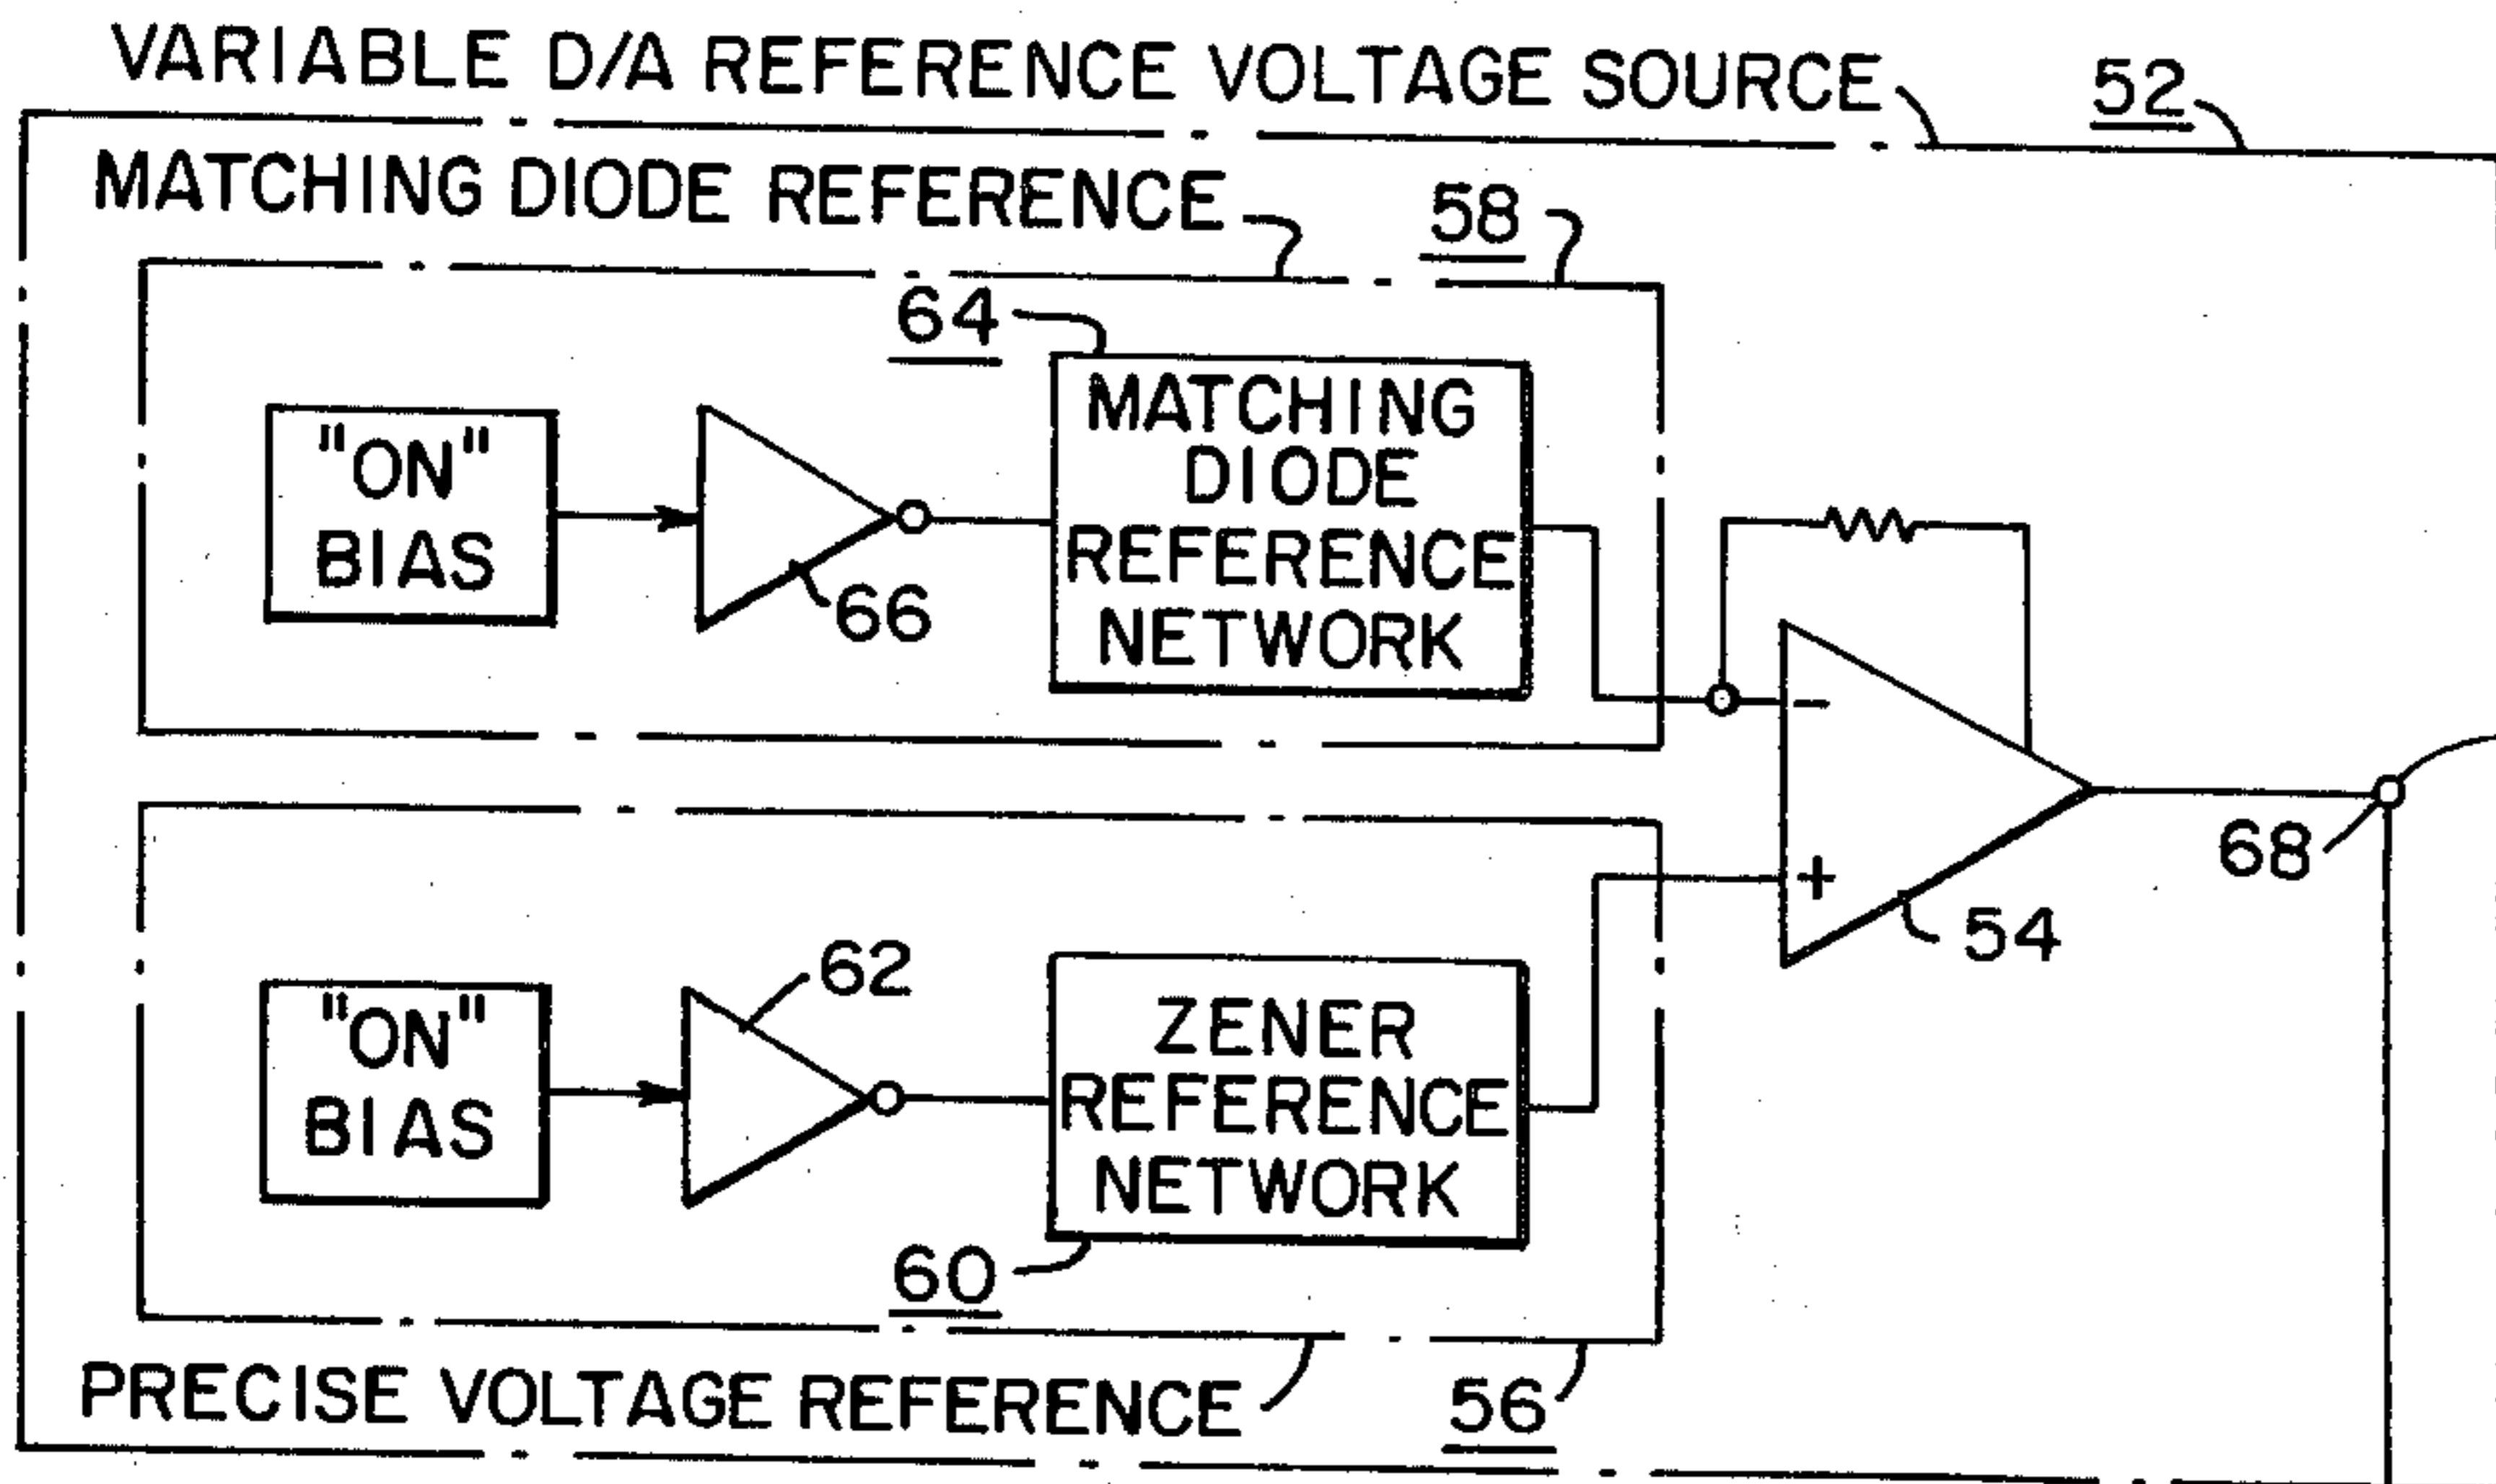 VARIABLE D/A REFERENCE VOLTAGE SOURCE
52
MATCHING DIODE REFERENCE
58
64
"ON"
BIAS
66
MATCHING
DIODE
REFERENCE
NETWORK
-
+
54
68
62
"ON"
BIAS
ZENER
REFERENCE
NETWORK
60
PRECISE VOLTAGE REFERENCE
56